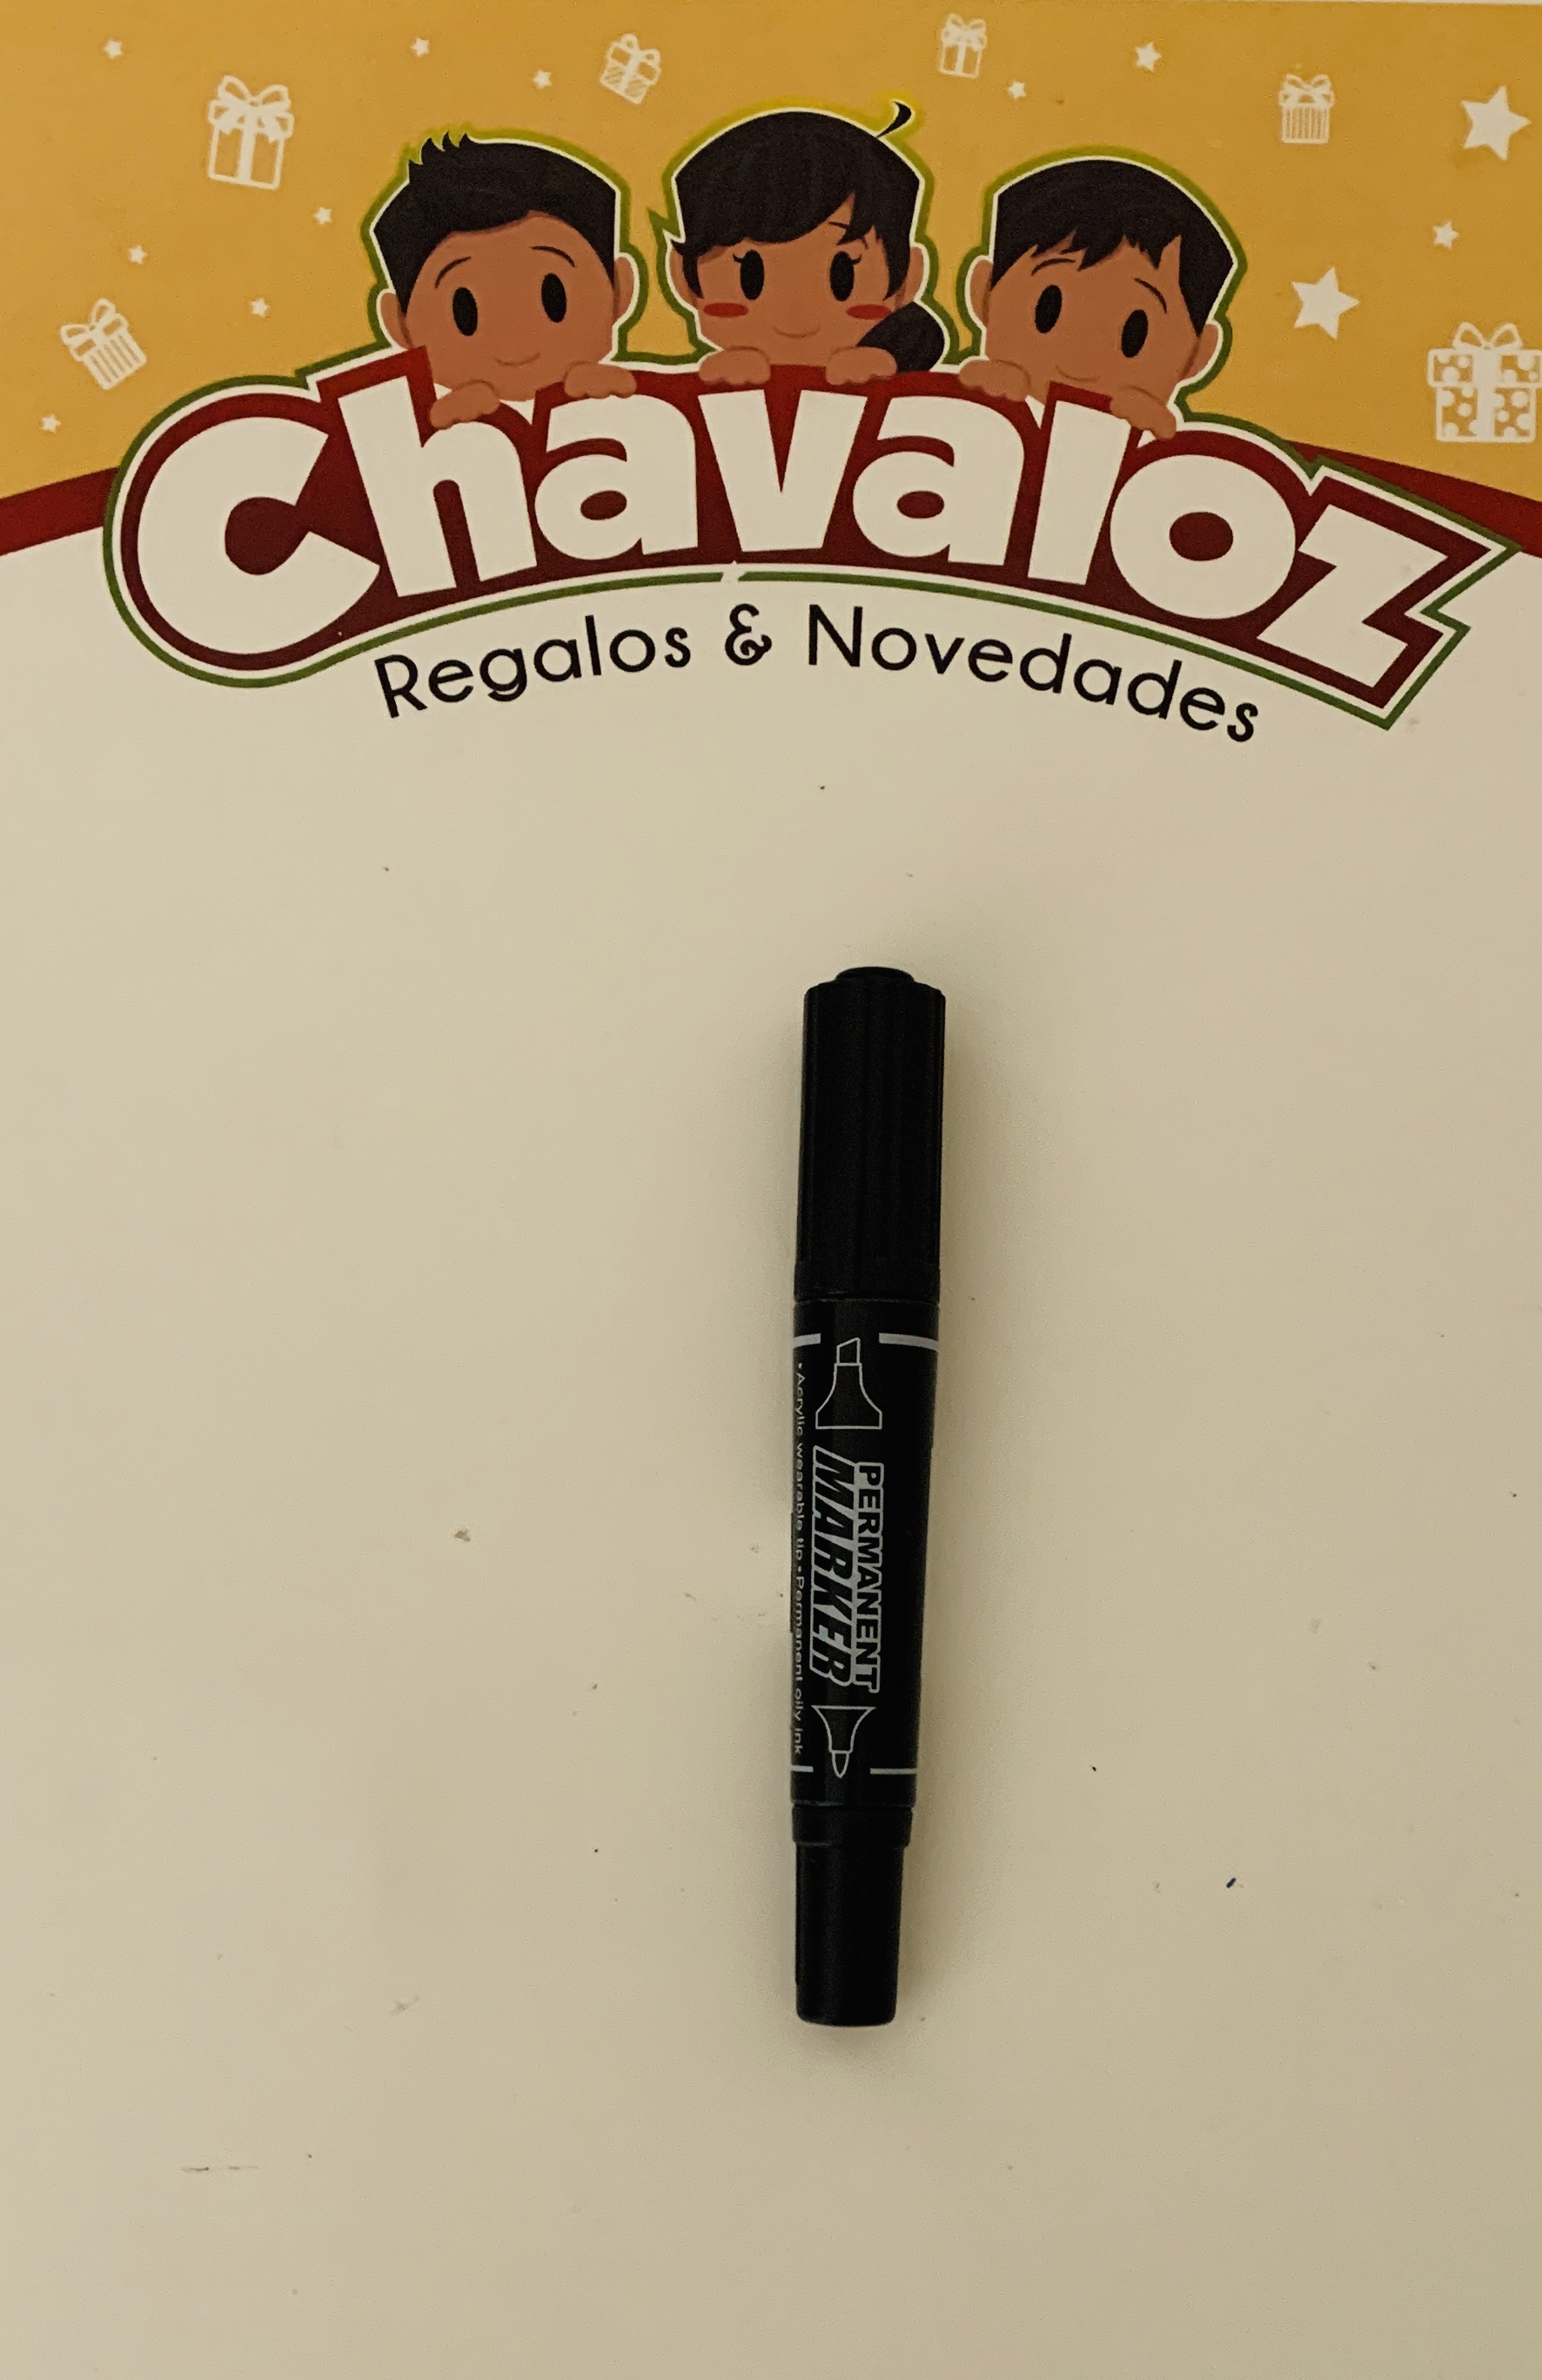 Chavaloz
Regalos & Novedades
PERMANENT
MARKER
• Acrylic wearable tip • Permanent oily ink